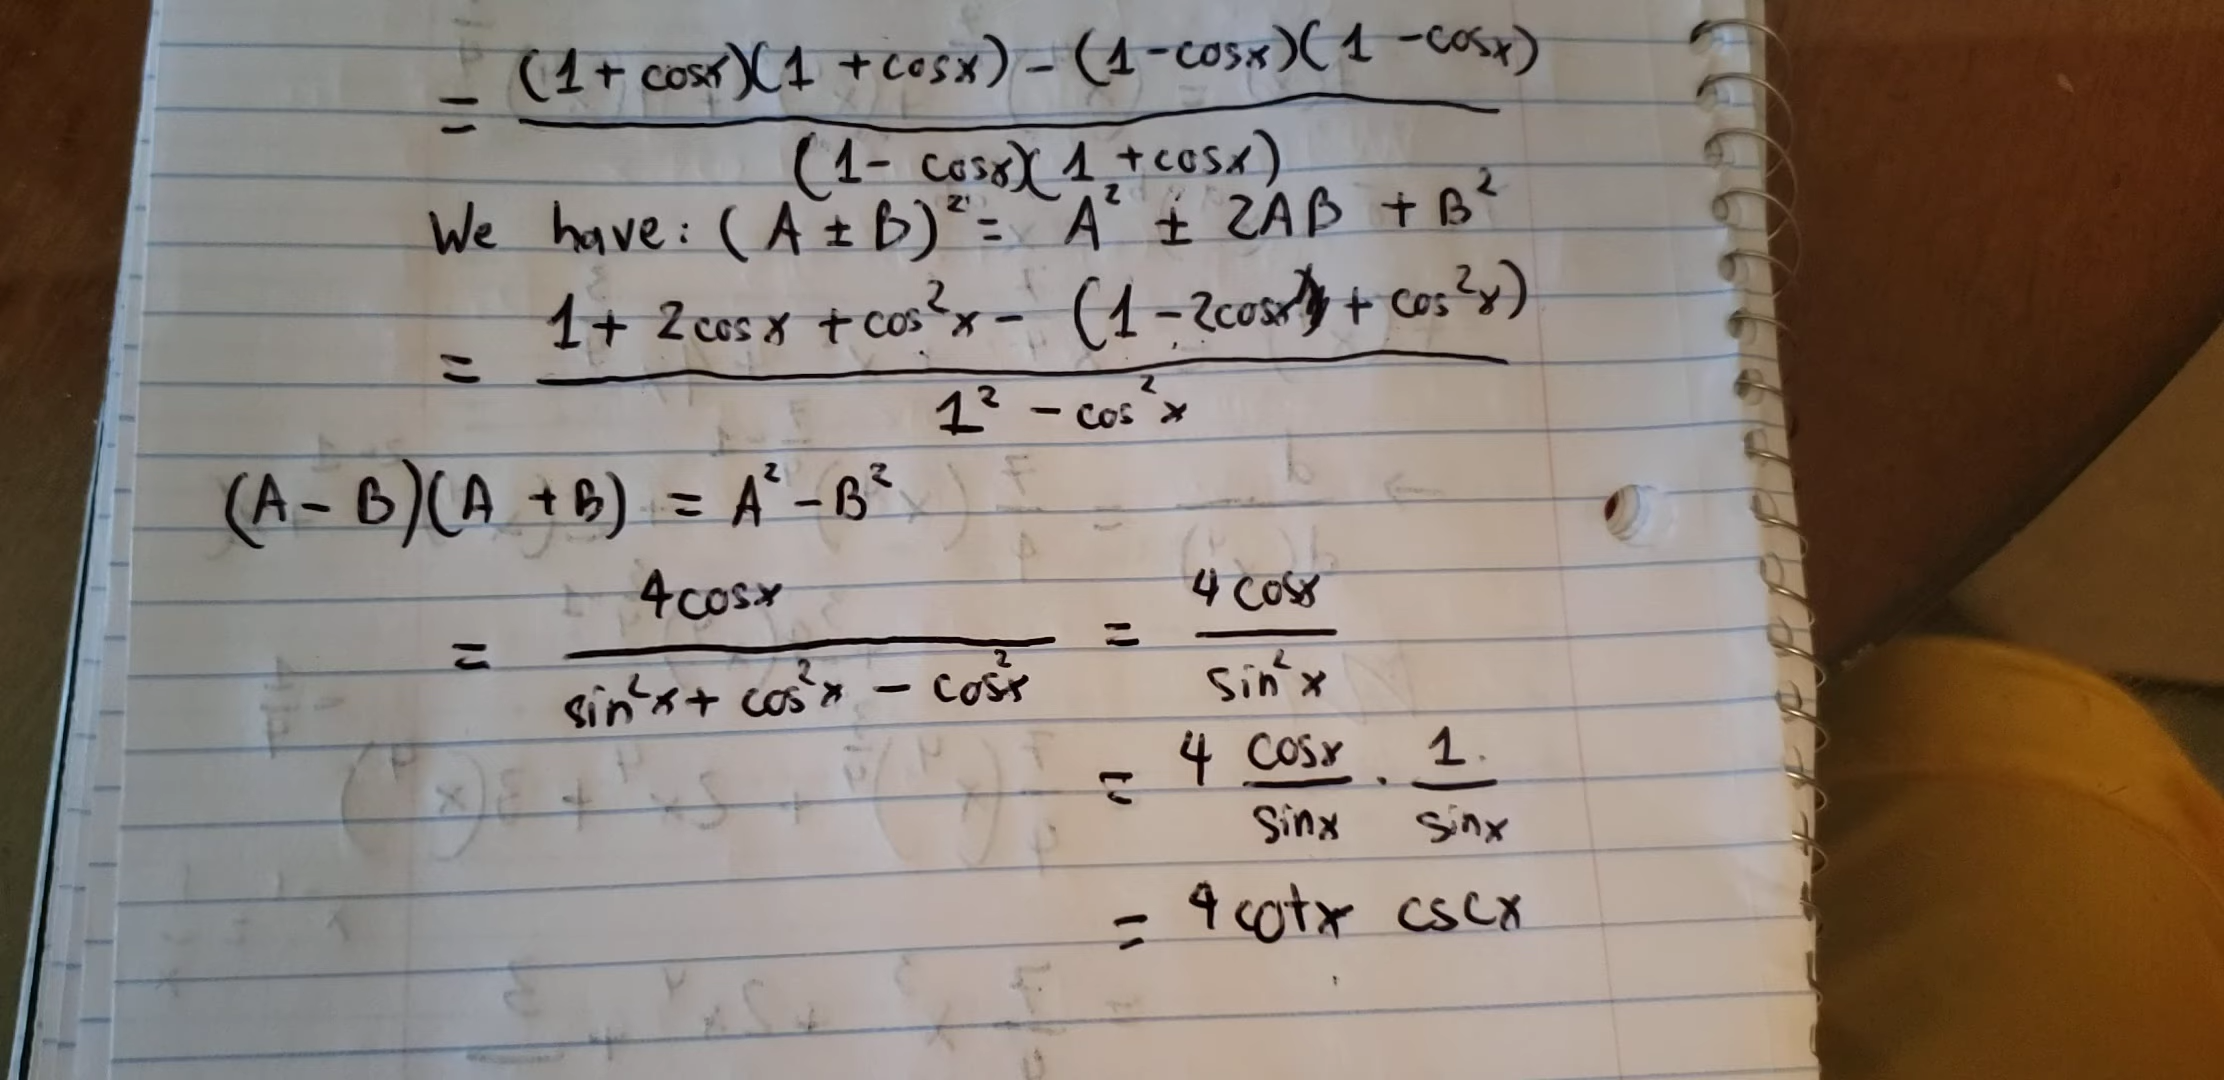 = (1 + cosx)(1 + cosx) - (1 - cosx)(1 - cosx)
(1 - cosx)(1 + cosx)
We have: (A ± B)² = A² ± 2AB + B²
= 1 + 2cosx + cos²x - (1 - 2cosx + cos²x)
1² - cos²x
(A - B)(A + B) = A² - B²
= 4cosx / sin²x + cos²x - cos²x = 4cosx / sin²x
= 4 cosx / sinx · 1 / sinx
= 4cotx cscx